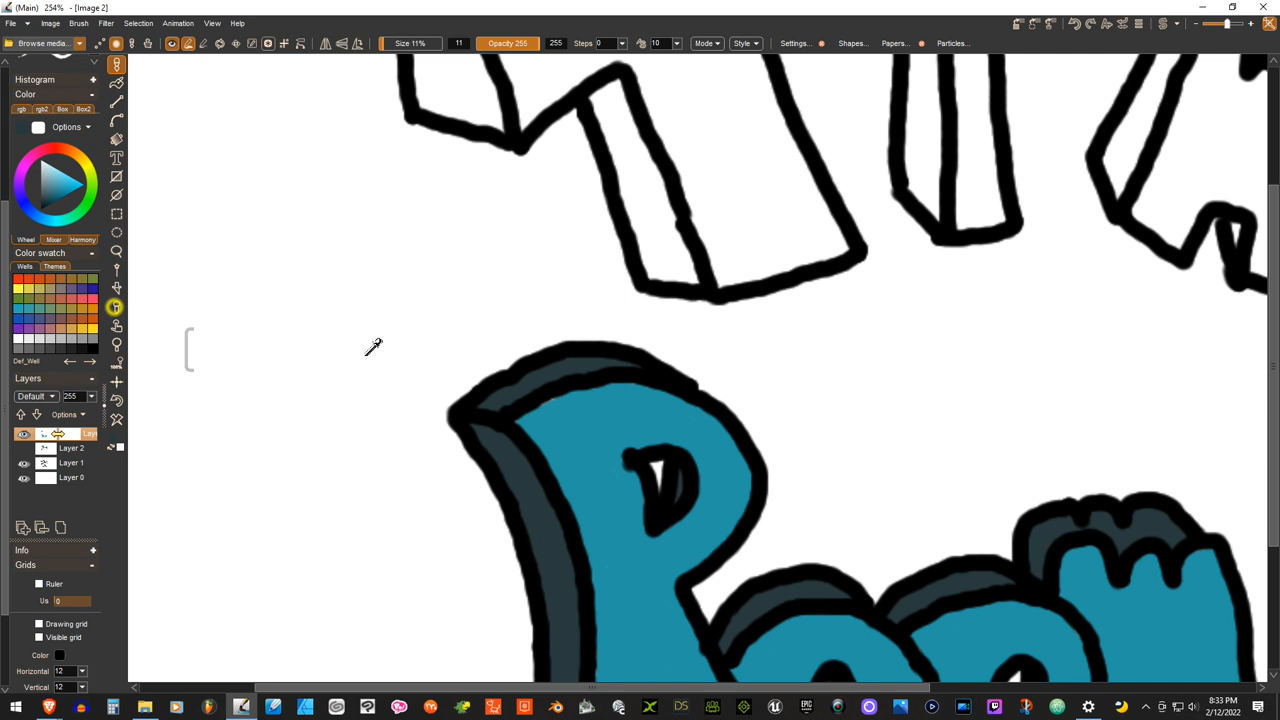 (Main) 254% - [Image 2]
File Image Brush Filter Selection Animation View Help
Browse media... Size 11% 11 Opacity 255 255 Steps 0 10 Mode Style Settings... Shapes... Papers... Particles...
Histogram
Color
rgb rgb2 Box Box2
Options
Wheel Mixer Harmony
Color swatch
Wells Themes
Def_Well
Layers
Default 255
Options
Laye
Layer 2
Layer 1
Layer 0
Info
Grids
Ruler
Us 0
Drawing grid
Visible grid
Color
Horizontal 12
Vertical 12
P
8:33 PM
2/12/2022